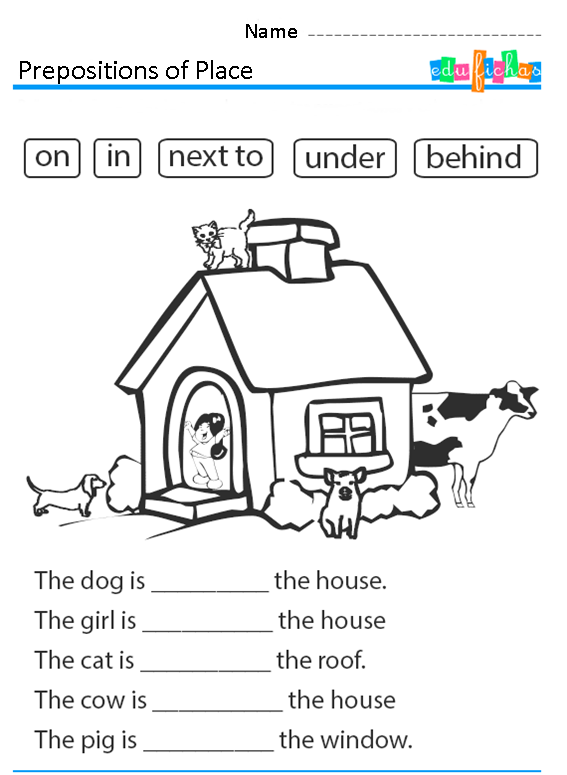 Name _ _ _ _ _ _ _ _ _ _ _ _ _ _ _ _ _ _ _ _ _ _ _ _ _ _
Prepositions of Place
edufichas
on in next to under behind
The dog is __________ the house.
The girl is ___________ the house
The cat is ___________ the roof.
The cow is ___________ the house
The pig is ___________ the window.